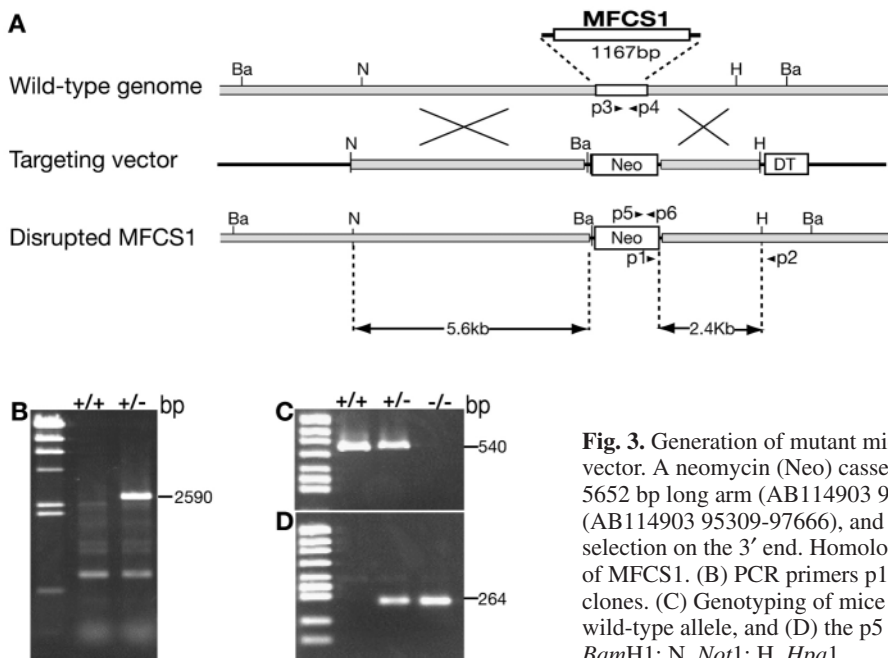 A
MFCS1
1167bp
Ba N H Ba
Wild-type genome
p3 p4
N Ba H
Targeting vector
Neo DT
p5 p6
Ba N Ba H Ba
Disrupted MFCS1
Neo
p1 p2
5.6kb 2.4Kb
B +/+ +/- bp
2590
C +/+ +/- -/- bp
540
D
264
Fig. 3. Generation of mutant mi
vector. A neomycin (Neo) casse
5652 bp long arm (AB114903 9
(AB114903 95309-97666), and
selection on the 3′ end. Homolo
of MFCS1. (B) PCR primers p1
clones. (C) Genotyping of mice
wild-type allele, and (D) the p5
BamH1; N, Not1; H, Hpa1